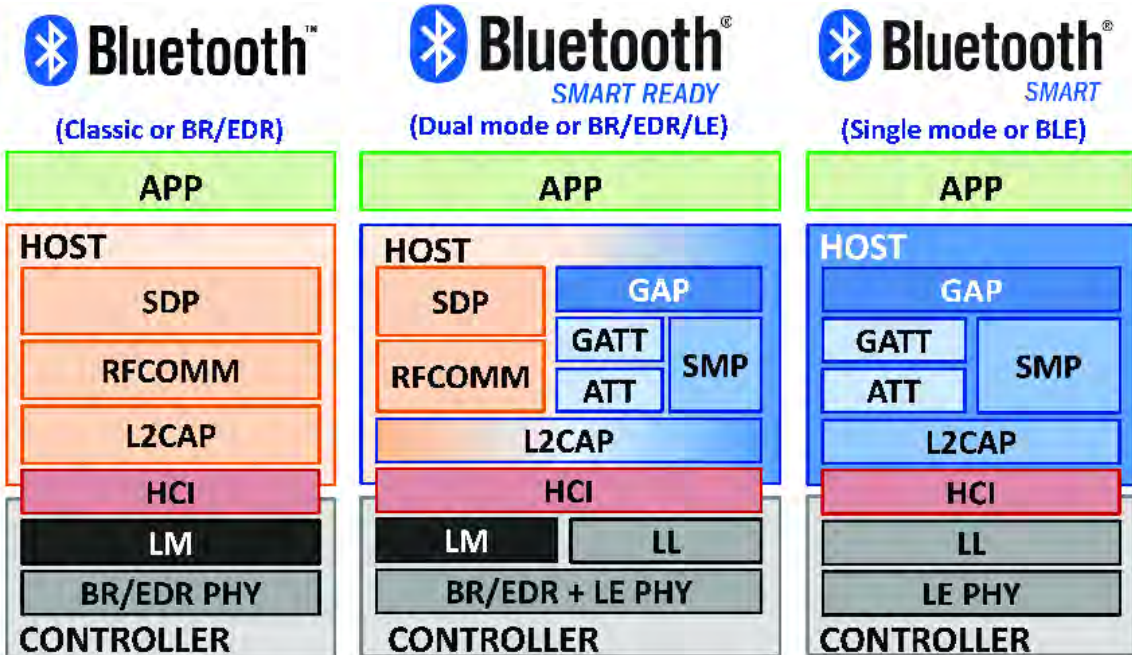 Bluetooth™
(Classic or BR/EDR)
APP
HOST
SDP
RFCOMM
L2CAP
HCI
LM
BR/EDR PHY
CONTROLLER
Bluetooth®
SMART READY
(Dual mode or BR/EDR/LE)
APP
HOST
SDP
GAP
GATT
SMP
RFCOMM
ATT
L2CAP
HCI
LM
LL
BR/EDR + LE PHY
CONTROLLER
Bluetooth®
SMART
(Single mode or BLE)
APP
HOST
GAP
GATT
SMP
ATT
L2CAP
HCI
LL
LE PHY
CONTROLLER